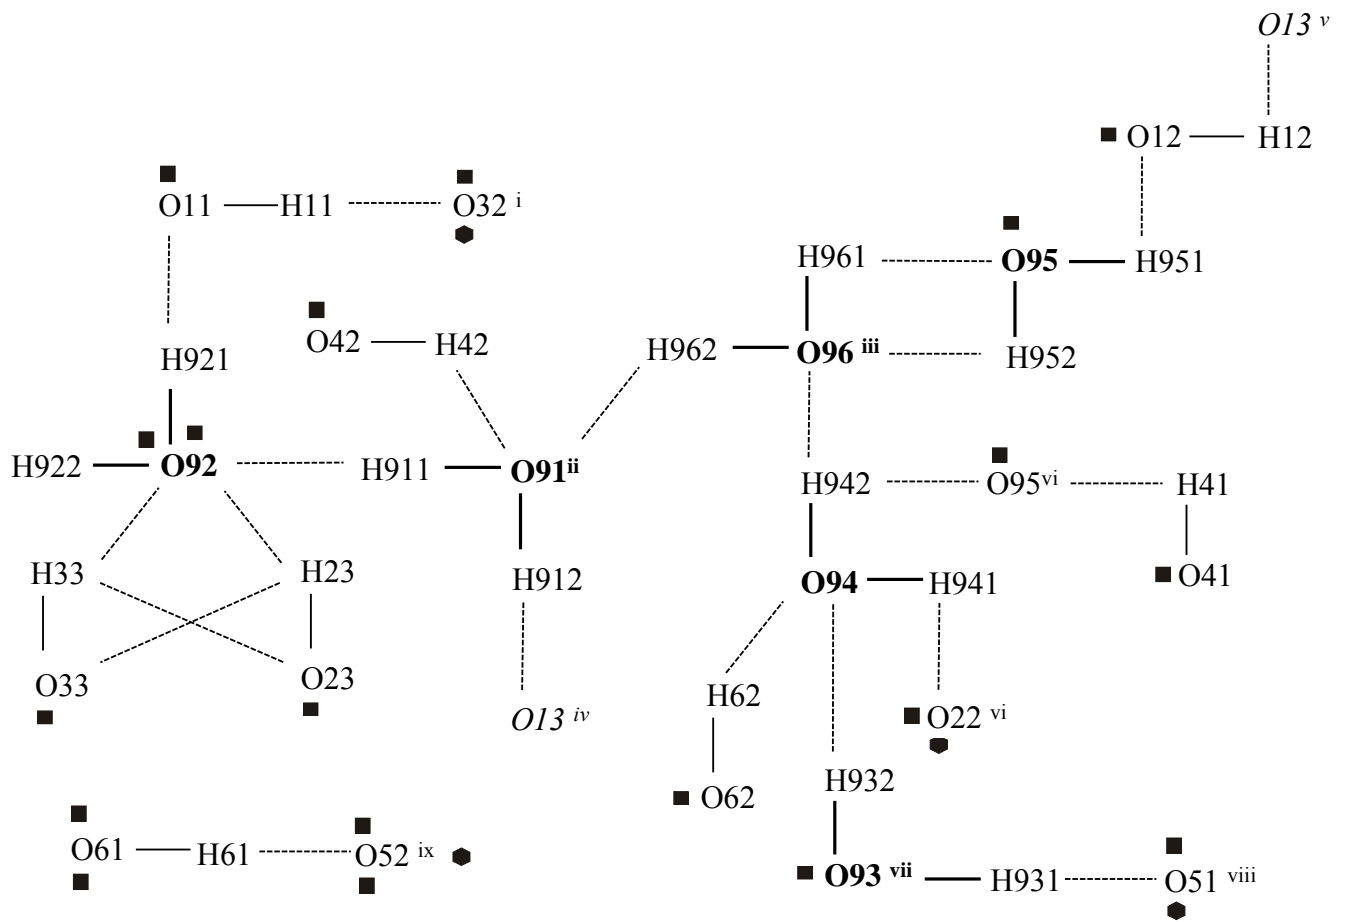 O13 v
O12 H12
O11 H11 O32 i
H961 O95 H951
O42 H42
H921 H962 O96 iii H952
H922 O92 H911 O91ii
H942 O95vi H41
H33 H23 H912 O94 H941 O41
O33 O23 H62
O13 iv O22 vi
H932 O62
O61 H61 O52 ix
O93 vii H931 O51 viii